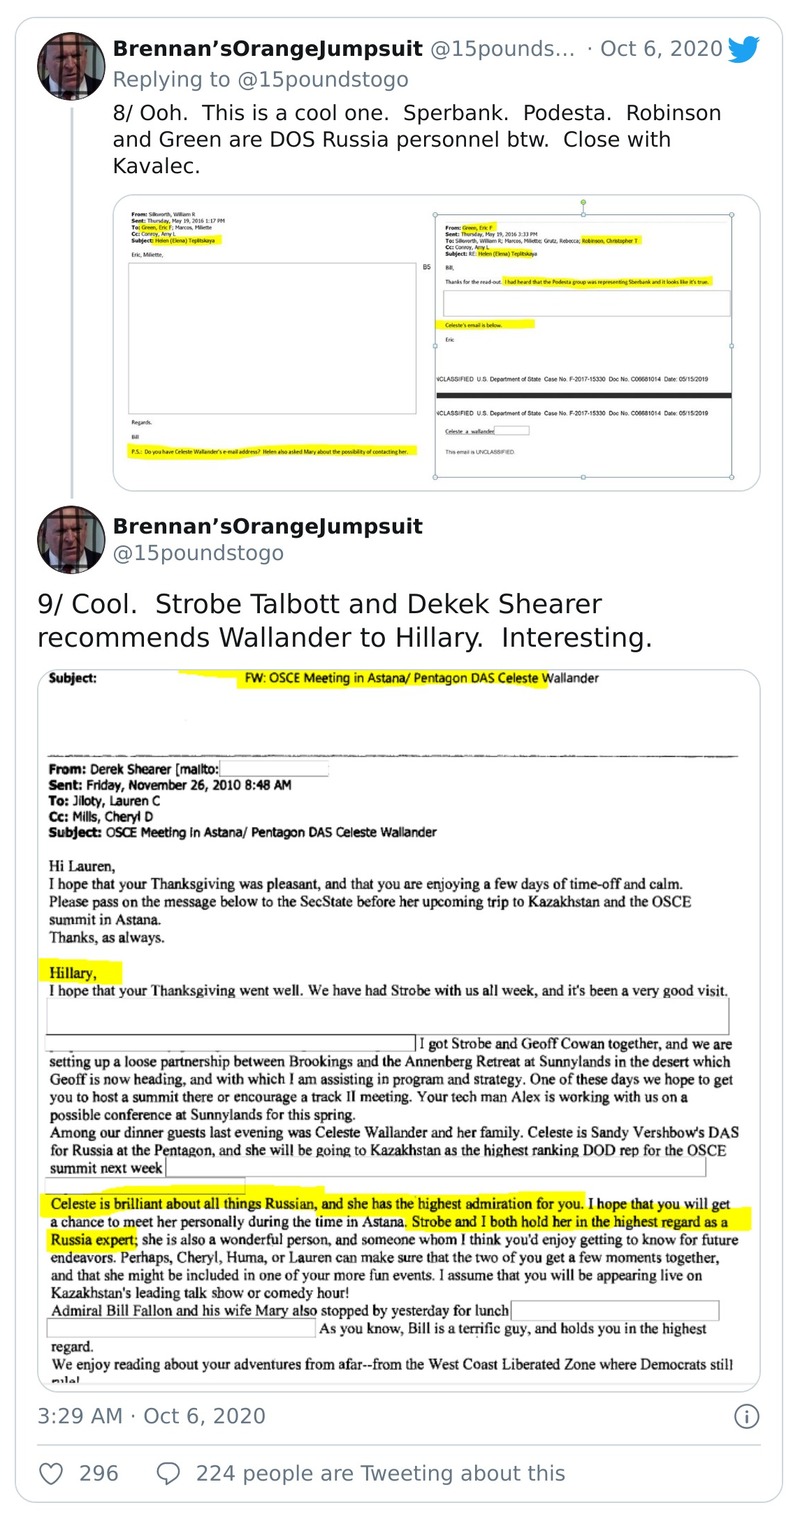 Brennan’sOrangeJumpsuit @15pounds… · Oct 6, 2020
Replying to @15poundstogo
8/ Ooh. This is a cool one. Sperbank. Podesta. Robinson
and Green are DOS Russia personnel btw. Close with
Kavalec.
From: Silkworth, William R
Sent: Thursday, May 19, 2016 1:17 PM
To: Green, Eric F; Marcos, Millette
Cc: Conroy, Amy L
Subject: Helen (Elena) Teplitskaya
Eric, Millette,
B5
Regards,
Bill
P.S.: Do you have Celeste Wallander's e-mail address? Helen also asked Mary about the possibility of contacting her.
From: Green, Eric F
Sent: Thursday, May 19, 2016 3:33 PM
To: Silkworth, William R; Marcos, Millette; Grutz, Rebecca; Robinson, Christopher T
Cc: Conroy, Amy L
Subject: RE: Helen (Elena) Teplitskaya
Bill,
Thanks for the read-out. I had heard that the Podesta group was representing Sberbank and it looks like it's true.
Celeste's email is below.
Eric
NCLASSIFIED U.S. Department of State Case No. F-2017-15330 Doc No. C06681014 Date: 05/15/2019
NCLASSIFIED U.S. Department of State Case No. F-2017-15330 Doc No. C06681014 Date: 05/15/2019
Celeste_a_wallander
This email is UNCLASSIFIED.
Brennan’sOrangeJumpsuit
@15poundstogo
9/ Cool. Strobe Talbott and Dekek Shearer
recommends Wallander to Hillary. Interesting.
Subject: FW: OSCE Meeting in Astana/ Pentagon DAS Celeste Wallander
From: Derek Shearer [mailto:
Sent: Friday, November 26, 2010 8:48 AM
To: Jiloty, Lauren C
Cc: Mills, Cheryl D
Subject: OSCE Meeting in Astana/ Pentagon DAS Celeste Wallander
Hi Lauren,
I hope that your Thanksgiving was pleasant, and that you are enjoying a few days of time-off and calm.
Please pass on the message below to the SecState before her upcoming trip to Kazakhstan and the OSCE
summit in Astana.
Thanks, as always.
Hillary,
I hope that your Thanksgiving went well. We have had Strobe with us all week, and it's been a very good visit.
I got Strobe and Geoff Cowan together, and we are
setting up a loose partnership between Brookings and the Annenberg Retreat at Sunnylands in the desert which
Geoff is now heading, and with which I am assisting in program and strategy. One of these days we hope to get
you to host a summit there or encourage a track II meeting. Your tech man Alex is working with us on a
possible conference at Sunnylands for this spring.
Among our dinner guests last evening was Celeste Wallander and her family. Celeste is Sandy Vershbow's DAS
for Russia at the Pentagon, and she will be going to Kazakhstan as the highest ranking DOD rep for the OSCE
summit next week
Celeste is brilliant about all things Russian, and she has the highest admiration for you. I hope that you will get
a chance to meet her personally during the time in Astana. Strobe and I both hold her in the highest regard as a
Russia expert; she is also a wonderful person, and someone whom I think you'd enjoy getting to know for future
endeavors. Perhaps, Cheryl, Huma, or Lauren can make sure that the two of you get a few moments together,
and that she might be included in one of your more fun events. I assume that you will be appearing live on
Kazakhstan's leading talk show or comedy hour!
Admiral Bill Fallon and his wife Mary also stopped by yesterday for lunch
As you know, Bill is a terrific guy, and holds you in the highest
regard.
We enjoy reading about your adventures from afar--from the West Coast Liberated Zone where Democrats still
rule!
3:29 AM · Oct 6, 2020
296
224 people are Tweeting about this